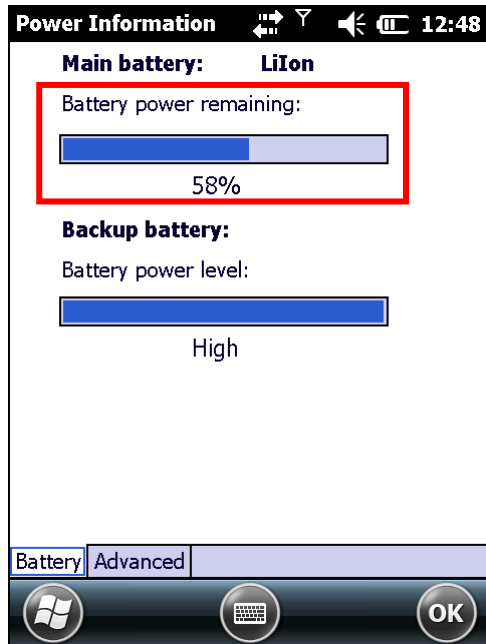 Power Information 12:48
Main battery: LiIon
Battery power remaining:
58%
Backup battery:
Battery power level:
High
Battery Advanced
OK